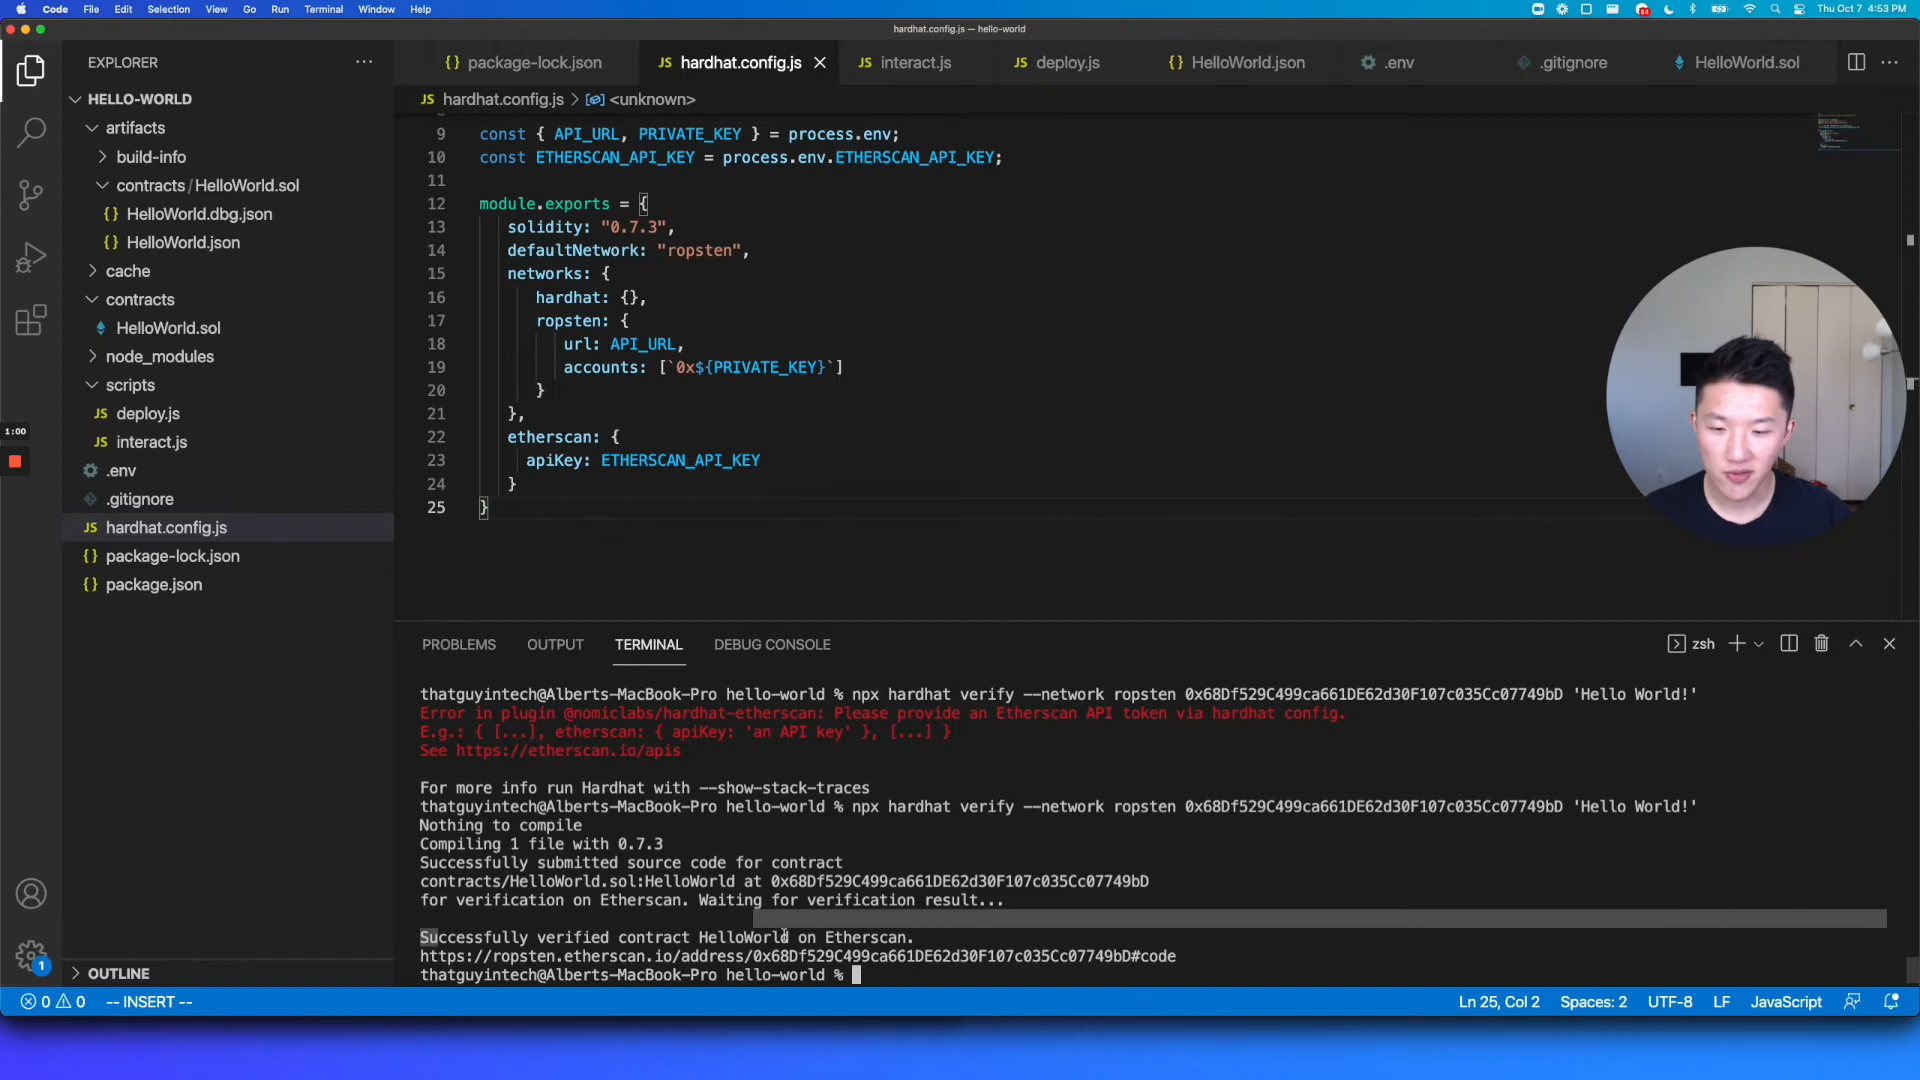 Code File Edit Selection View Go Run Terminal Window Help
84
Thu Oct 7 4:53 PM
hardhat.config.js — hello-world
EXPLORER
HELLO-WORLD
artifacts
build-info
contracts / HelloWorld.sol
{} HelloWorld.dbg.json
{} HelloWorld.json
cache
contracts
HelloWorld.sol
node_modules
scripts
JS deploy.js
JS interact.js
.env
.gitignore
JS hardhat.config.js
{} package-lock.json
{} package.json
OUTLINE
1:00
1
{} package-lock.json
JS hardhat.config.js
JS interact.js
JS deploy.js
{} HelloWorld.json
.env
.gitignore
HelloWorld.sol
JS hardhat.config.js > <unknown>
9 const { API_URL, PRIVATE_KEY } = process.env;
10 const ETHERSCAN_API_KEY = process.env.ETHERSCAN_API_KEY;
11
12 module.exports = {
13 solidity: "0.7.3",
14 defaultNetwork: "ropsten",
15 networks: {
16 hardhat: {},
17 ropsten: {
18 url: API_URL,
19 accounts: [`0x${PRIVATE_KEY}`]
20 }
21 },
22 etherscan: {
23 apiKey: ETHERSCAN_API_KEY
24 }
25 }
PROBLEMS OUTPUT TERMINAL DEBUG CONSOLE
zsh
thatguyintech@Alberts-MacBook-Pro hello-world % npx hardhat verify --network ropsten 0x68Df529C499ca661DE62d30F107c035Cc07749bD 'Hello World!'
Error in plugin @nomiclabs/hardhat-etherscan: Please provide an Etherscan API token via hardhat config.
E.g.: { [...], etherscan: { apiKey: 'an API key' }, [...] }
See https://etherscan.io/apis
For more info run Hardhat with --show-stack-traces
thatguyintech@Alberts-MacBook-Pro hello-world % npx hardhat verify --network ropsten 0x68Df529C499ca661DE62d30F107c035Cc07749bD 'Hello World!'
Nothing to compile
Compiling 1 file with 0.7.3
Successfully submitted source code for contract
contracts/HelloWorld.sol:HelloWorld at 0x68Df529C499ca661DE62d30F107c035Cc07749bD
for verification on Etherscan. Waiting for verification result...
Successfully verified contract HelloWorld on Etherscan.
https://ropsten.etherscan.io/address/0x68Df529C499ca661DE62d30F107c035Cc07749bD#code
thatguyintech@Alberts-MacBook-Pro hello-world %
0 0 -- INSERT --
Ln 25, Col 2 Spaces: 2 UTF-8 LF JavaScript